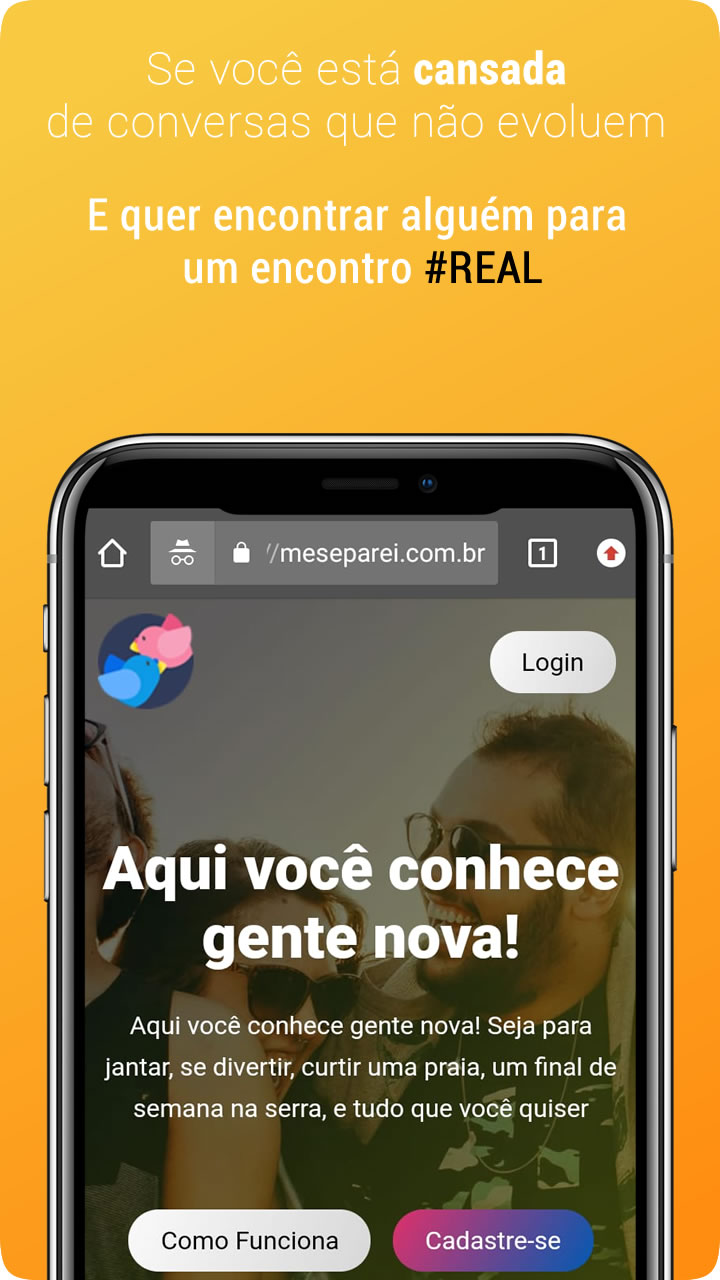 Se você está cansada
de conversas que não evoluem
E quer encontrar alguém para
um encontro #REAL
//meseparei.com.br
1
Login
Aqui você conhece
gente nova!
Aqui você conhece gente nova! Seja para
jantar, se divertir, curtir uma praia, um final de
semana na serra, e tudo que você quiser
Como Funciona
Cadastre-se